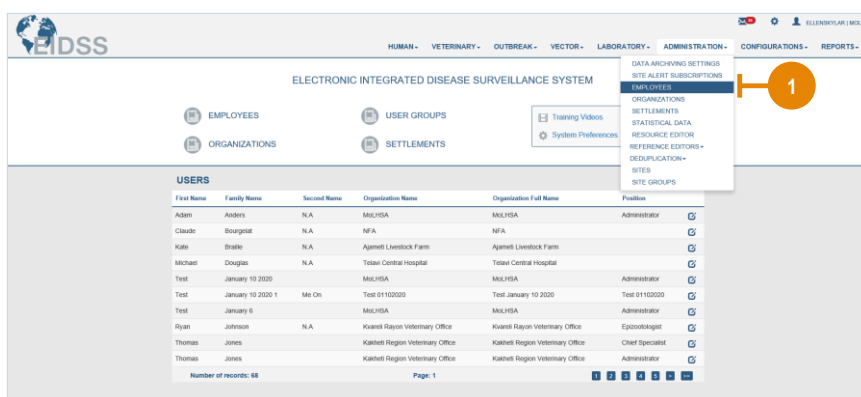 EIDSS
ELLENSKYLAR | MOL
HUMAN VETERINARY OUTBREAK VECTOR LABORATORY ADMINISTRATION CONFIGURATIONS REPORTS
DATA ARCHIVING SETTINGS
SITE ALERT SUBSCRIPTIONS
EMPLOYEES
ORGANIZATIONS
SETTLEMENTS
STATISTICAL DATA
RESOURCE EDITOR
REFERENCE EDITORS
DEDUPLICATION
SITES
SITE GROUPS
1
ELECTRONIC INTEGRATED DISEASE SURVEILLANCE SYSTEM
EMPLOYEES USER GROUPS Training Videos
ORGANIZATIONS SETTLEMENTS System Preferences
USERS
First Name Family Name Second Name Organization Name Organization Full Name Position
Adam Anders N.A MoLHSA MoLHSA Administrator
Claude Bourgelat N.A NFA NFA
Kate Braille N.A Ajameti Livestock Farm Ajameti Livestock Farm
Michael Douglas N.A Telavi Central Hospital Telavi Central Hospital
Test January 10 2020 MoLHSA MoLHSA Administrator
Test January 10 2020 1 Me On Test 01102020 Test January 10 2020 Test 01102020
Test January 6 MoLHSA MoLHSA Administrator
Ryan Johnson N.A Kvareli Rayon Veterinary Office Kvareli Rayon Veterinary Office Epizootologist
Thomas Jones Kakheti Region Veterinary Office Kakheti Region Veterinary Office Chief Specialist
Thomas Jones Kakheti Region Veterinary Office Kakheti Region Veterinary Office Administrator
Number of records: 68 Page: 1 1 2 3 4 5